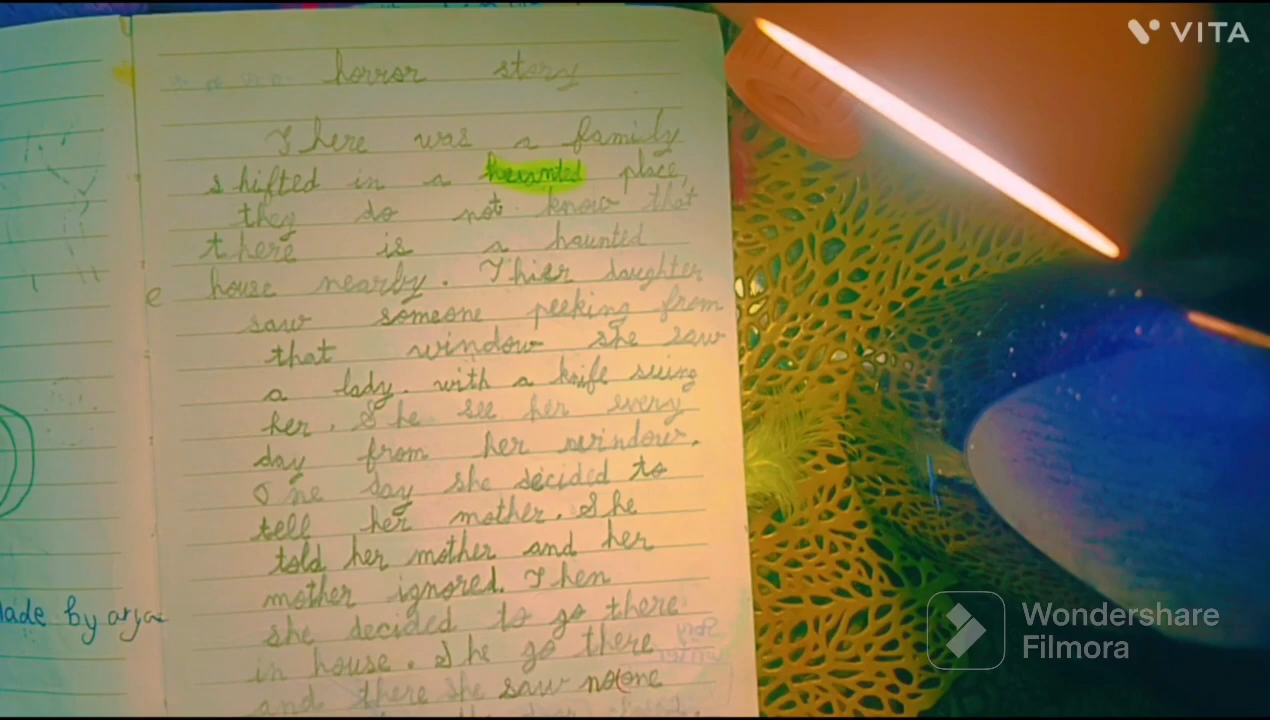 horror story
There was a family
shifted in a heuanted place,
they do not know that
there is a haunted
house nearby. Thier daughter
saw someone peeking from
that window she saw
a lady. with a knife suing
her. She see her every
day from her window.
One day she decided to
tell her mother. She
told her mother and her
mother ignored. Then
she decided to go there
in house. She go there
and there she saw no one
Made by
VITA
Wondershare
Filmora